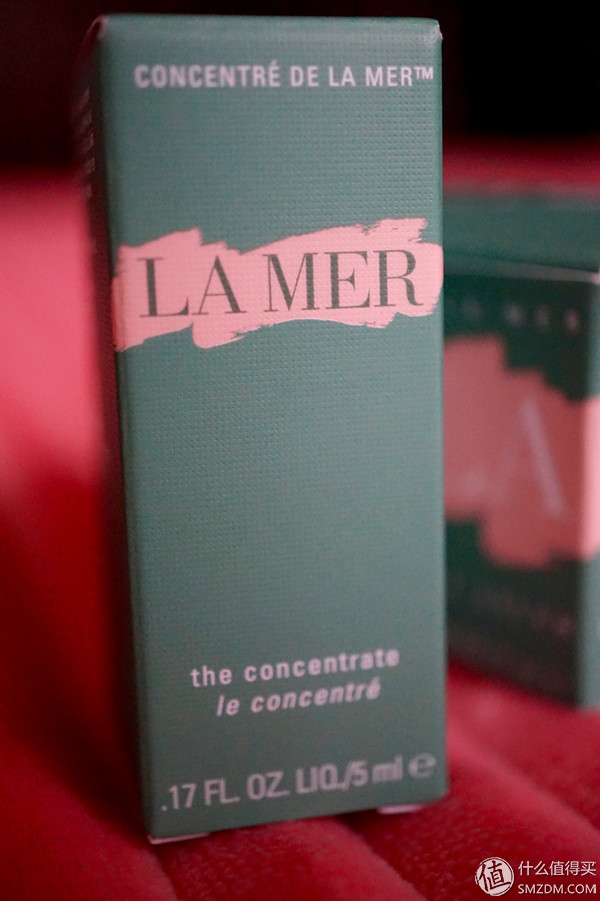 CONCENTRÉ DE LA MER™
LA MER
the concentrate
le concentré
.17 FL. OZ. LIQ./5 ml ℮
LA
值 什么值得买
SMZDM.COM